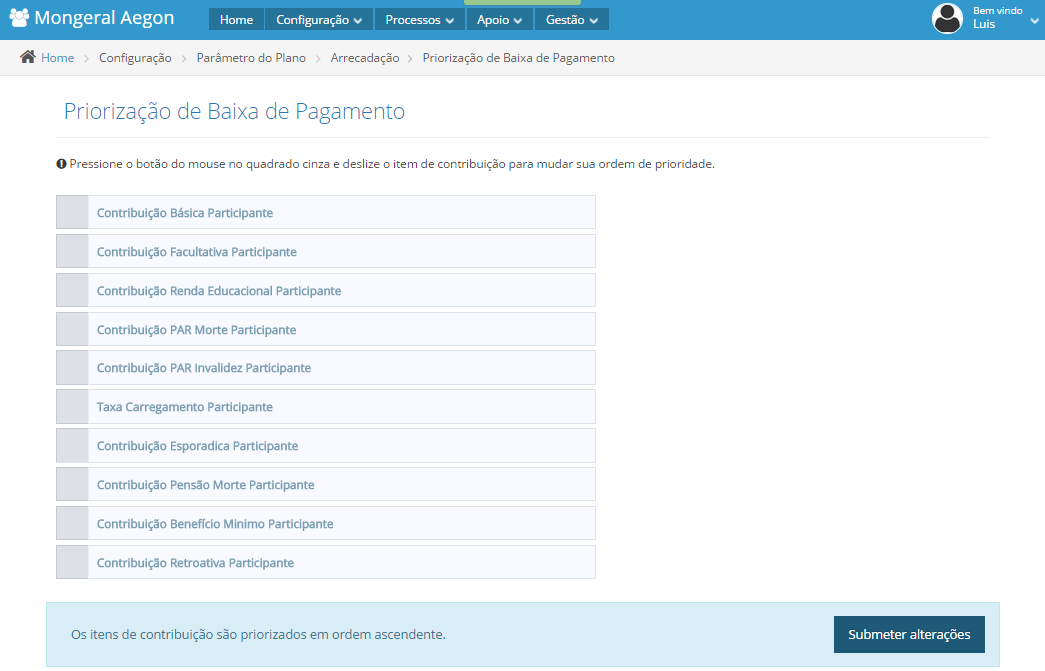 Mongeral Aegon
Home Configuração Processos Apoio Gestão
Bem vindo
Luis
Home Configuração Parâmetro do Plano Arrecadação Priorização de Baixa de Pagamento
Priorização de Baixa de Pagamento
Pressione o botão do mouse no quadrado cinza e deslize o item de contribuição para mudar sua ordem de prioridade.
Contribuição Básica Participante
Contribuição Facultativa Participante
Contribuição Renda Educacional Participante
Contribuição PAR Morte Participante
Contribuição PAR Invalidez Participante
Taxa Carregamento Participante
Contribuição Esporadica Participante
Contribuição Pensão Morte Participante
Contribuição Benefício Minimo Participante
Contribuição Retroativa Participante
Os itens de contribuição são priorizados em ordem ascendente.
Submeter alterações